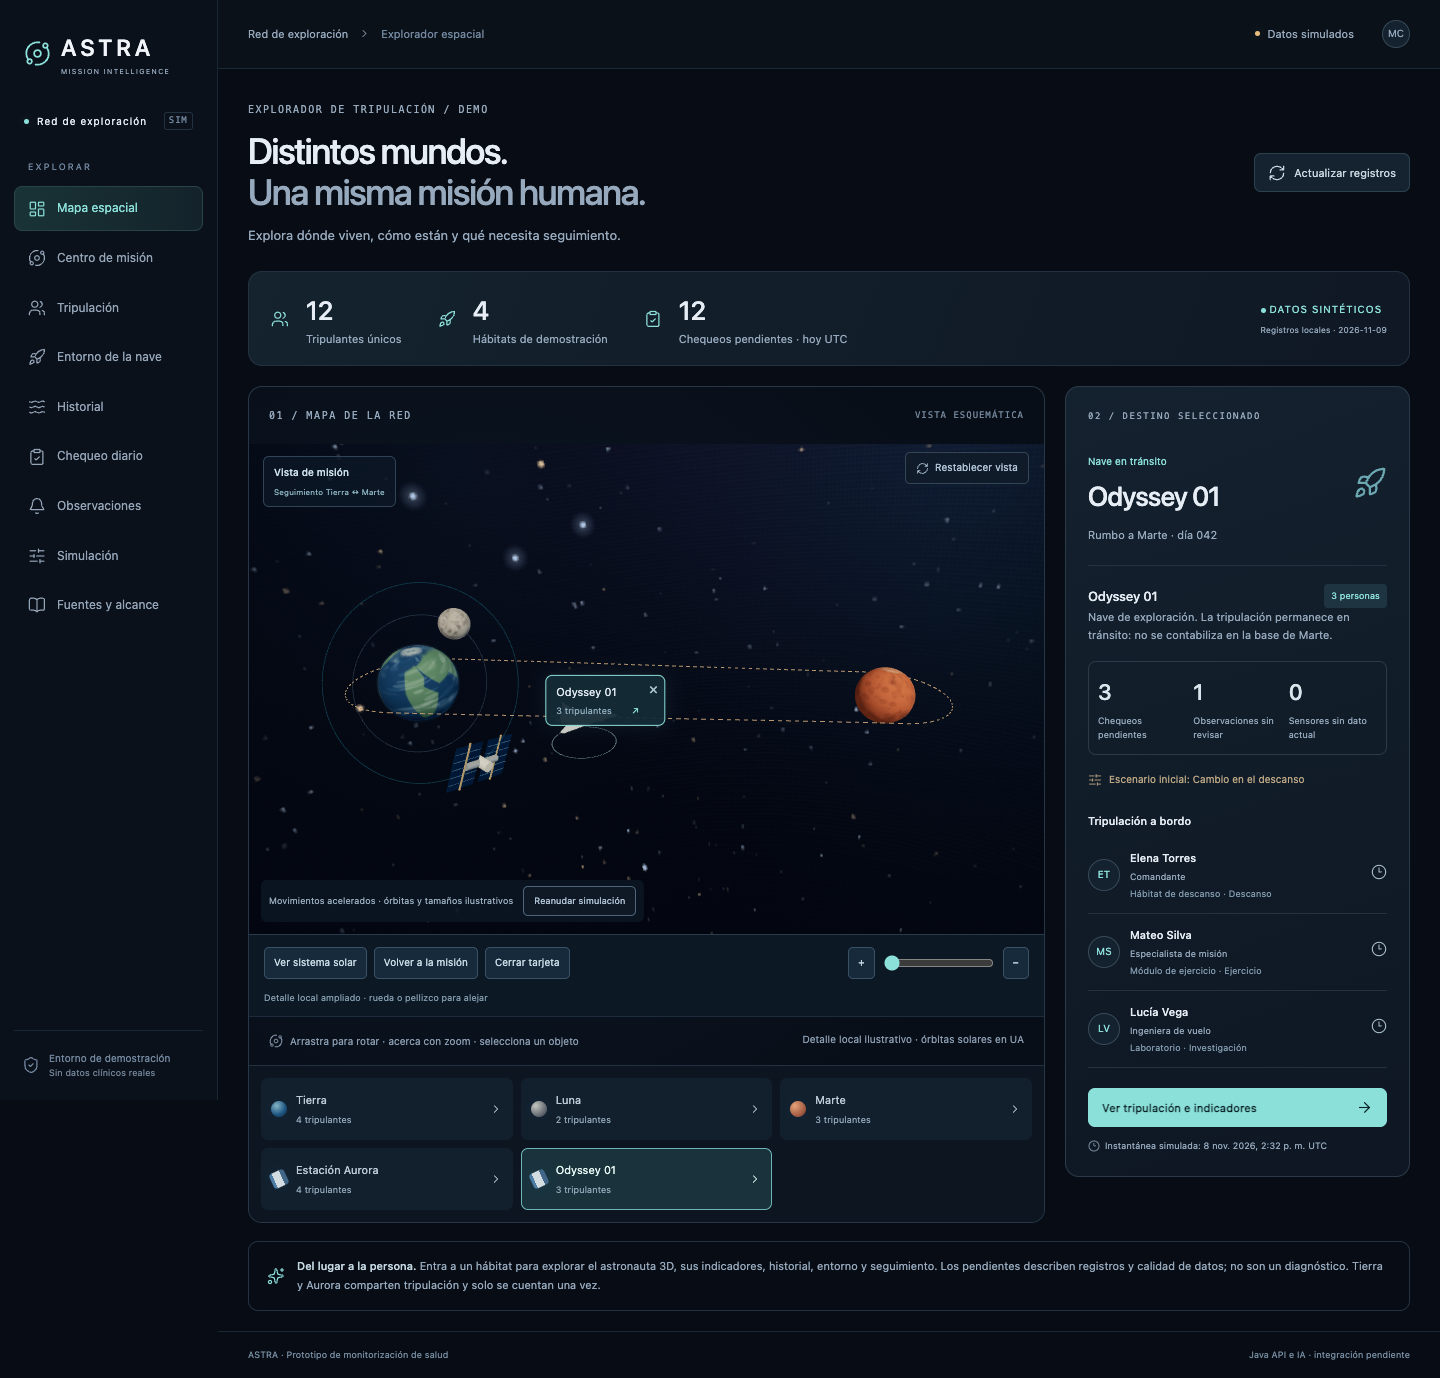 ASTRA
MISSION INTELLIGENCE
Red de exploración SIM
EXPLORAR
Mapa espacial
Centro de misión
Tripulación
Entorno de la nave
Historial
Chequeo diario
Observaciones
Simulación
Fuentes y alcance
Entorno de demostración
Sin datos clínicos reales
Red de exploración > Explorador espacial
Datos simulados
MC
EXPLORADOR DE TRIPULACIÓN / DEMO
Distintos mundos.
Una misma misión humana.
Explora dónde viven, cómo están y qué necesita seguimiento.
Actualizar registros
12
Tripulantes únicos
4
Hábitats de demostración
12
Chequeos pendientes · hoy UTC
DATOS SINTÉTICOS
Registros locales · 2026-11-09
01 / MAPA DE LA RED
VISTA ESQUEMÁTICA
Vista de misión
Seguimiento Tierra ↔ Marte
Restablecer vista
Odyssey 01 ×
3 tripulantes ↗
Movimientos acelerados · órbitas y tamaños ilustrativos
Reanudar simulación
Ver sistema solar
Volver a la misión
Cerrar tarjeta
+
−
Detalle local ampliado · rueda o pellizco para alejar
Arrastra para rotar · acerca con zoom · selecciona un objeto
Detalle local ilustrativo · órbitas solares en UA
Tierra
4 tripulantes
Luna
2 tripulantes
Marte
3 tripulantes
Estación Aurora
4 tripulantes
Odyssey 01
3 tripulantes
02 / DESTINO SELECCIONADO
Nave en tránsito
Odyssey 01
Rumbo a Marte · día 042
Odyssey 01
3 personas
Nave de exploración. La tripulación permanece en
tránsito: no se contabiliza en la base de Marte.
3
Chequeos
pendientes
1
Observaciones sin
revisar
0
Sensores sin dato
actual
Escenario inicial: Cambio en el descanso
Tripulación a bordo
ET
Elena Torres
Comandante
Hábitat de descanso · Descanso
MS
Mateo Silva
Especialista de misión
Módulo de ejercicio · Ejercicio
LV
Lucía Vega
Ingeniera de vuelo
Laboratorio · Investigación
Ver tripulación e indicadores →
Instantánea simulada: 8 nov. 2026, 2:32 p. m. UTC
Del lugar a la persona. Entra a un hábitat para explorar el astronauta 3D, sus indicadores, historial, entorno y seguimiento. Los pendientes describen registros y calidad de datos; no son un diagnóstico. Tierra
y Aurora comparten tripulación y solo se cuentan una vez.
ASTRA · Prototipo de monitorización de salud
Java API e IA · integración pendiente